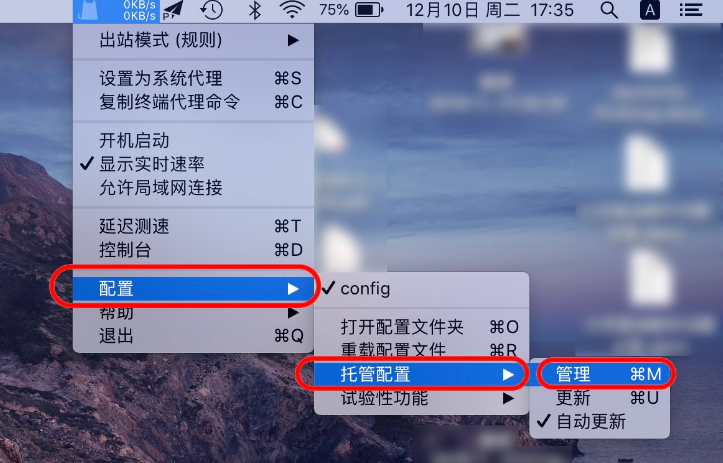 0KB/s
0KB/s
75%
12月10日 周二 17:35
A
出站模式 (规则)
设置为系统代理 ⌘S
复制终端代理命令 ⌘C
开机启动
显示实时速率
允许局域网连接
延迟测速 ⌘T
控制台 ⌘D
配置
config
帮助
打开配置文件夹 ⌘O
退出 ⌘Q
重载配置文件 ⌘R
托管配置
管理 ⌘M
试验性功能
更新 ⌘U
自动更新